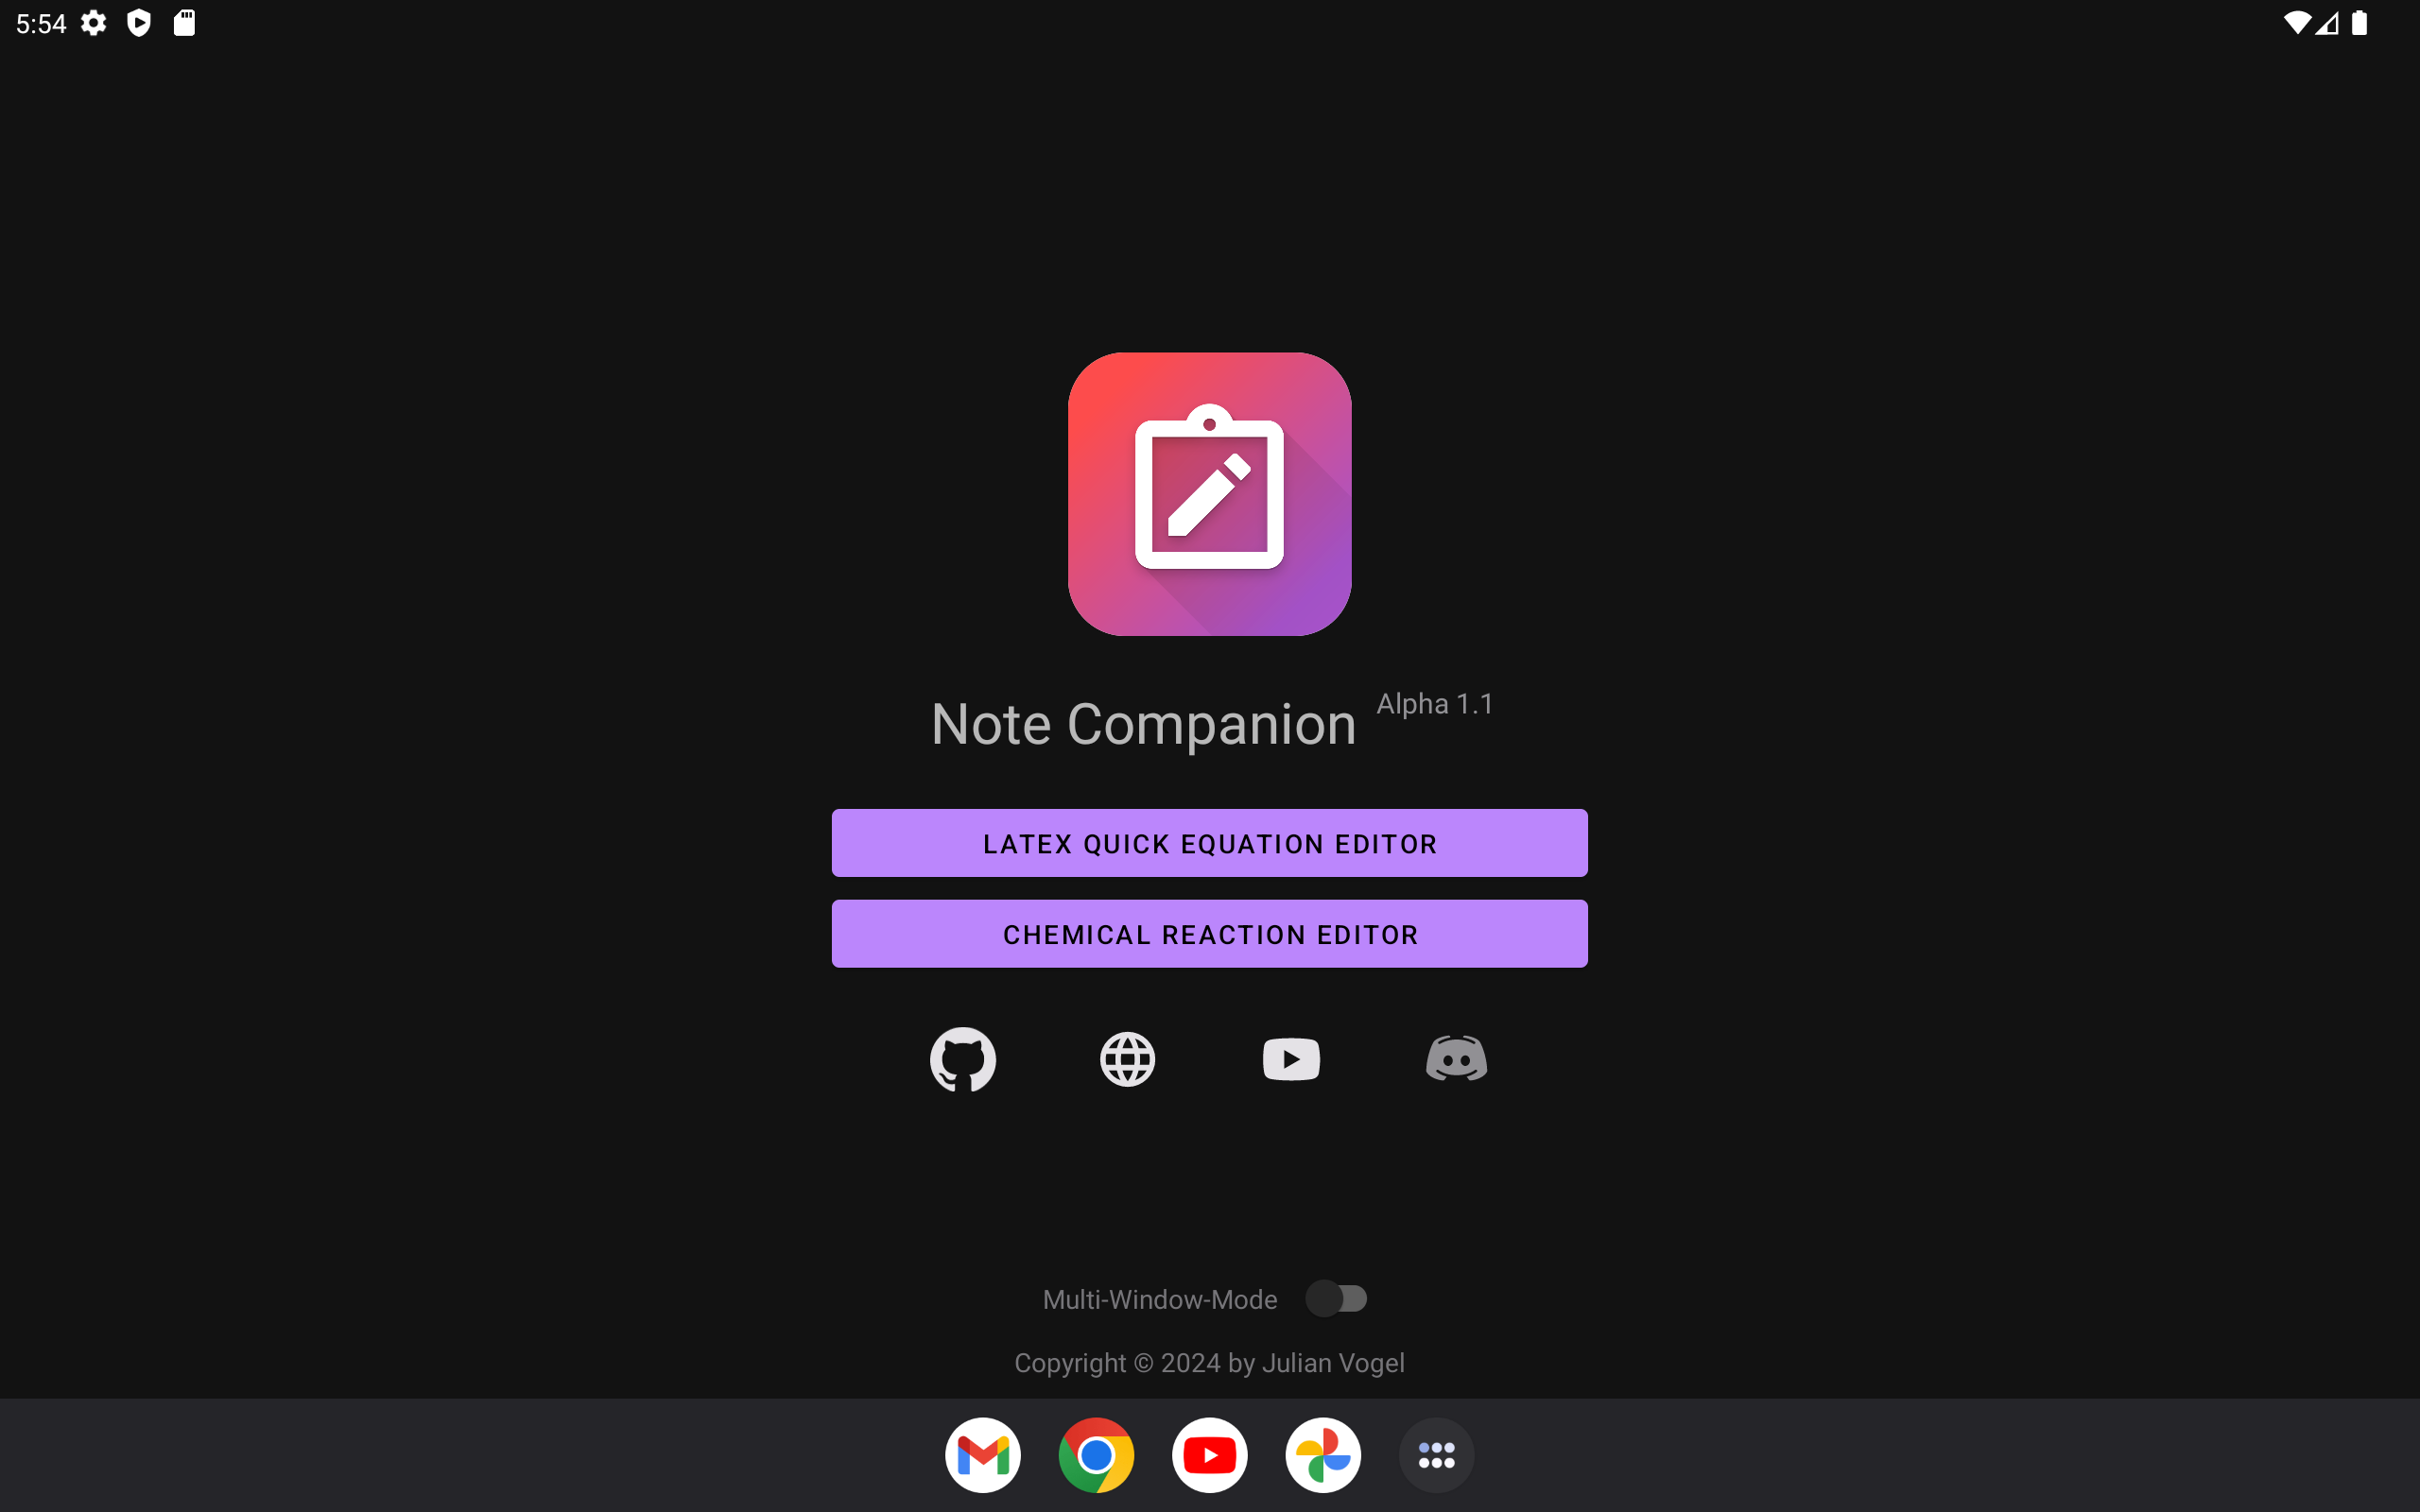 5:54
Note Companion Alpha 1.1
LATEX QUICK EQUATION EDITOR
CHEMICAL REACTION EDITOR
Multi-Window-Mode
Copyright © 2024 by Julian Vogel